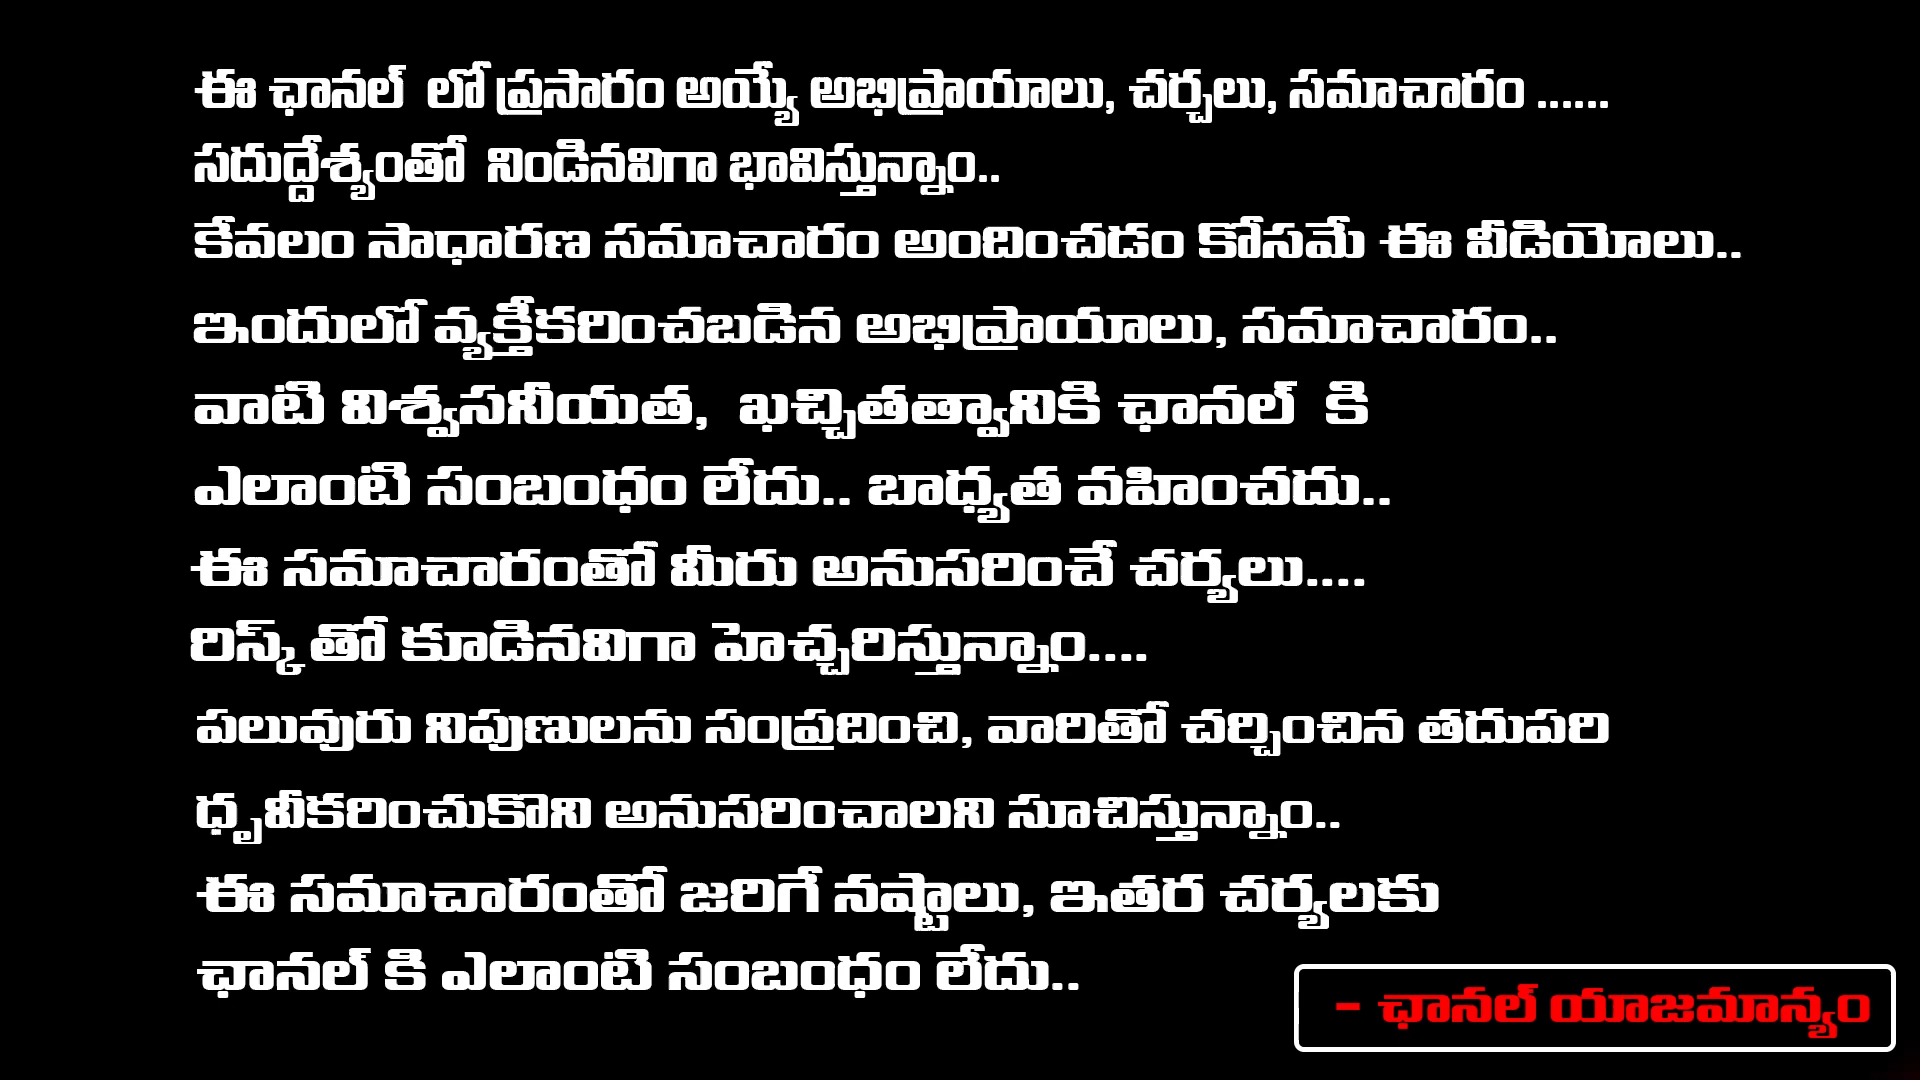 ఈ ఛానల్ లో ప్రసారం అయ్యే అభిప్రాయాలు, చర్చలు, సమాచారం ......
సదుద్దేశ్యంతో నిండినవిగా భావిస్తున్నాం..
కేవలం సాధారణ సమాచారం అందించడం కోసమే ఈ వీడియోలు..
ఇందులో వ్యక్తీకరించబడిన అభిప్రాయాలు, సమాచారం..
వాటి విశ్వసనీయత, ఖచ్చితత్వానికి ఛానల్ కి
ఎలాంటి సంబంధం లేదు.. బాధ్యత వహించదు..
ఈ సమాచారంతో మీరు అనుసరించే చర్యలు....
రిస్క్ తో కూడినవిగా హెచ్చరిస్తున్నాం....
పలువురు నిపుణులను సంప్రదించి, వారితో చర్చించిన తదుపరి
ధృవీకరించుకొని అనుసరించాలని సూచిస్తున్నాం..
ఈ సమాచారంతో జరిగే నష్టాలు, ఇతర చర్యలకు
ఛానల్ కి ఎలాంటి సంబంధం లేదు..
- ఛానల్ యాజమాన్యం